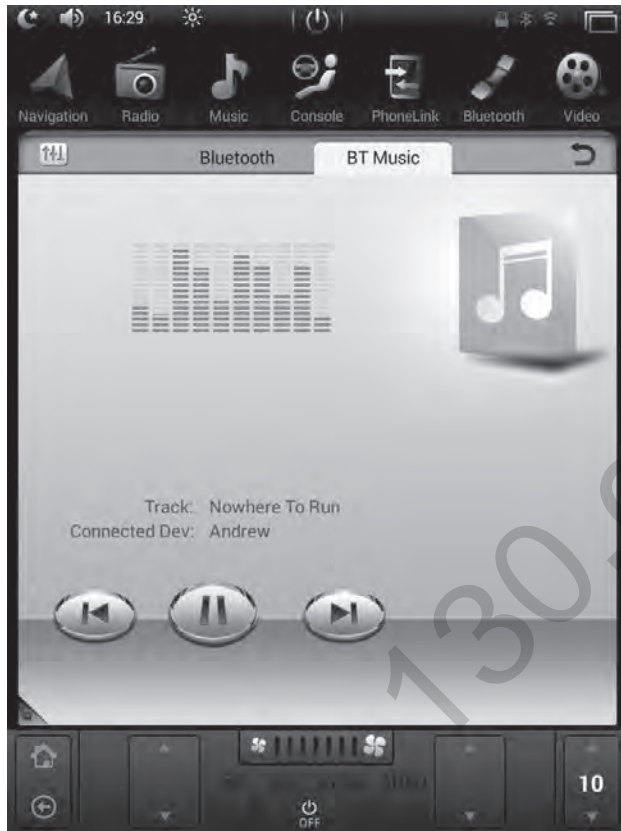 16:29
Navigation Radio Music Console PhoneLink Bluetooth Video
Bluetooth BT Music
Track: Nowhere To Run
Connected Dev: Andrew
10
OFF
130.